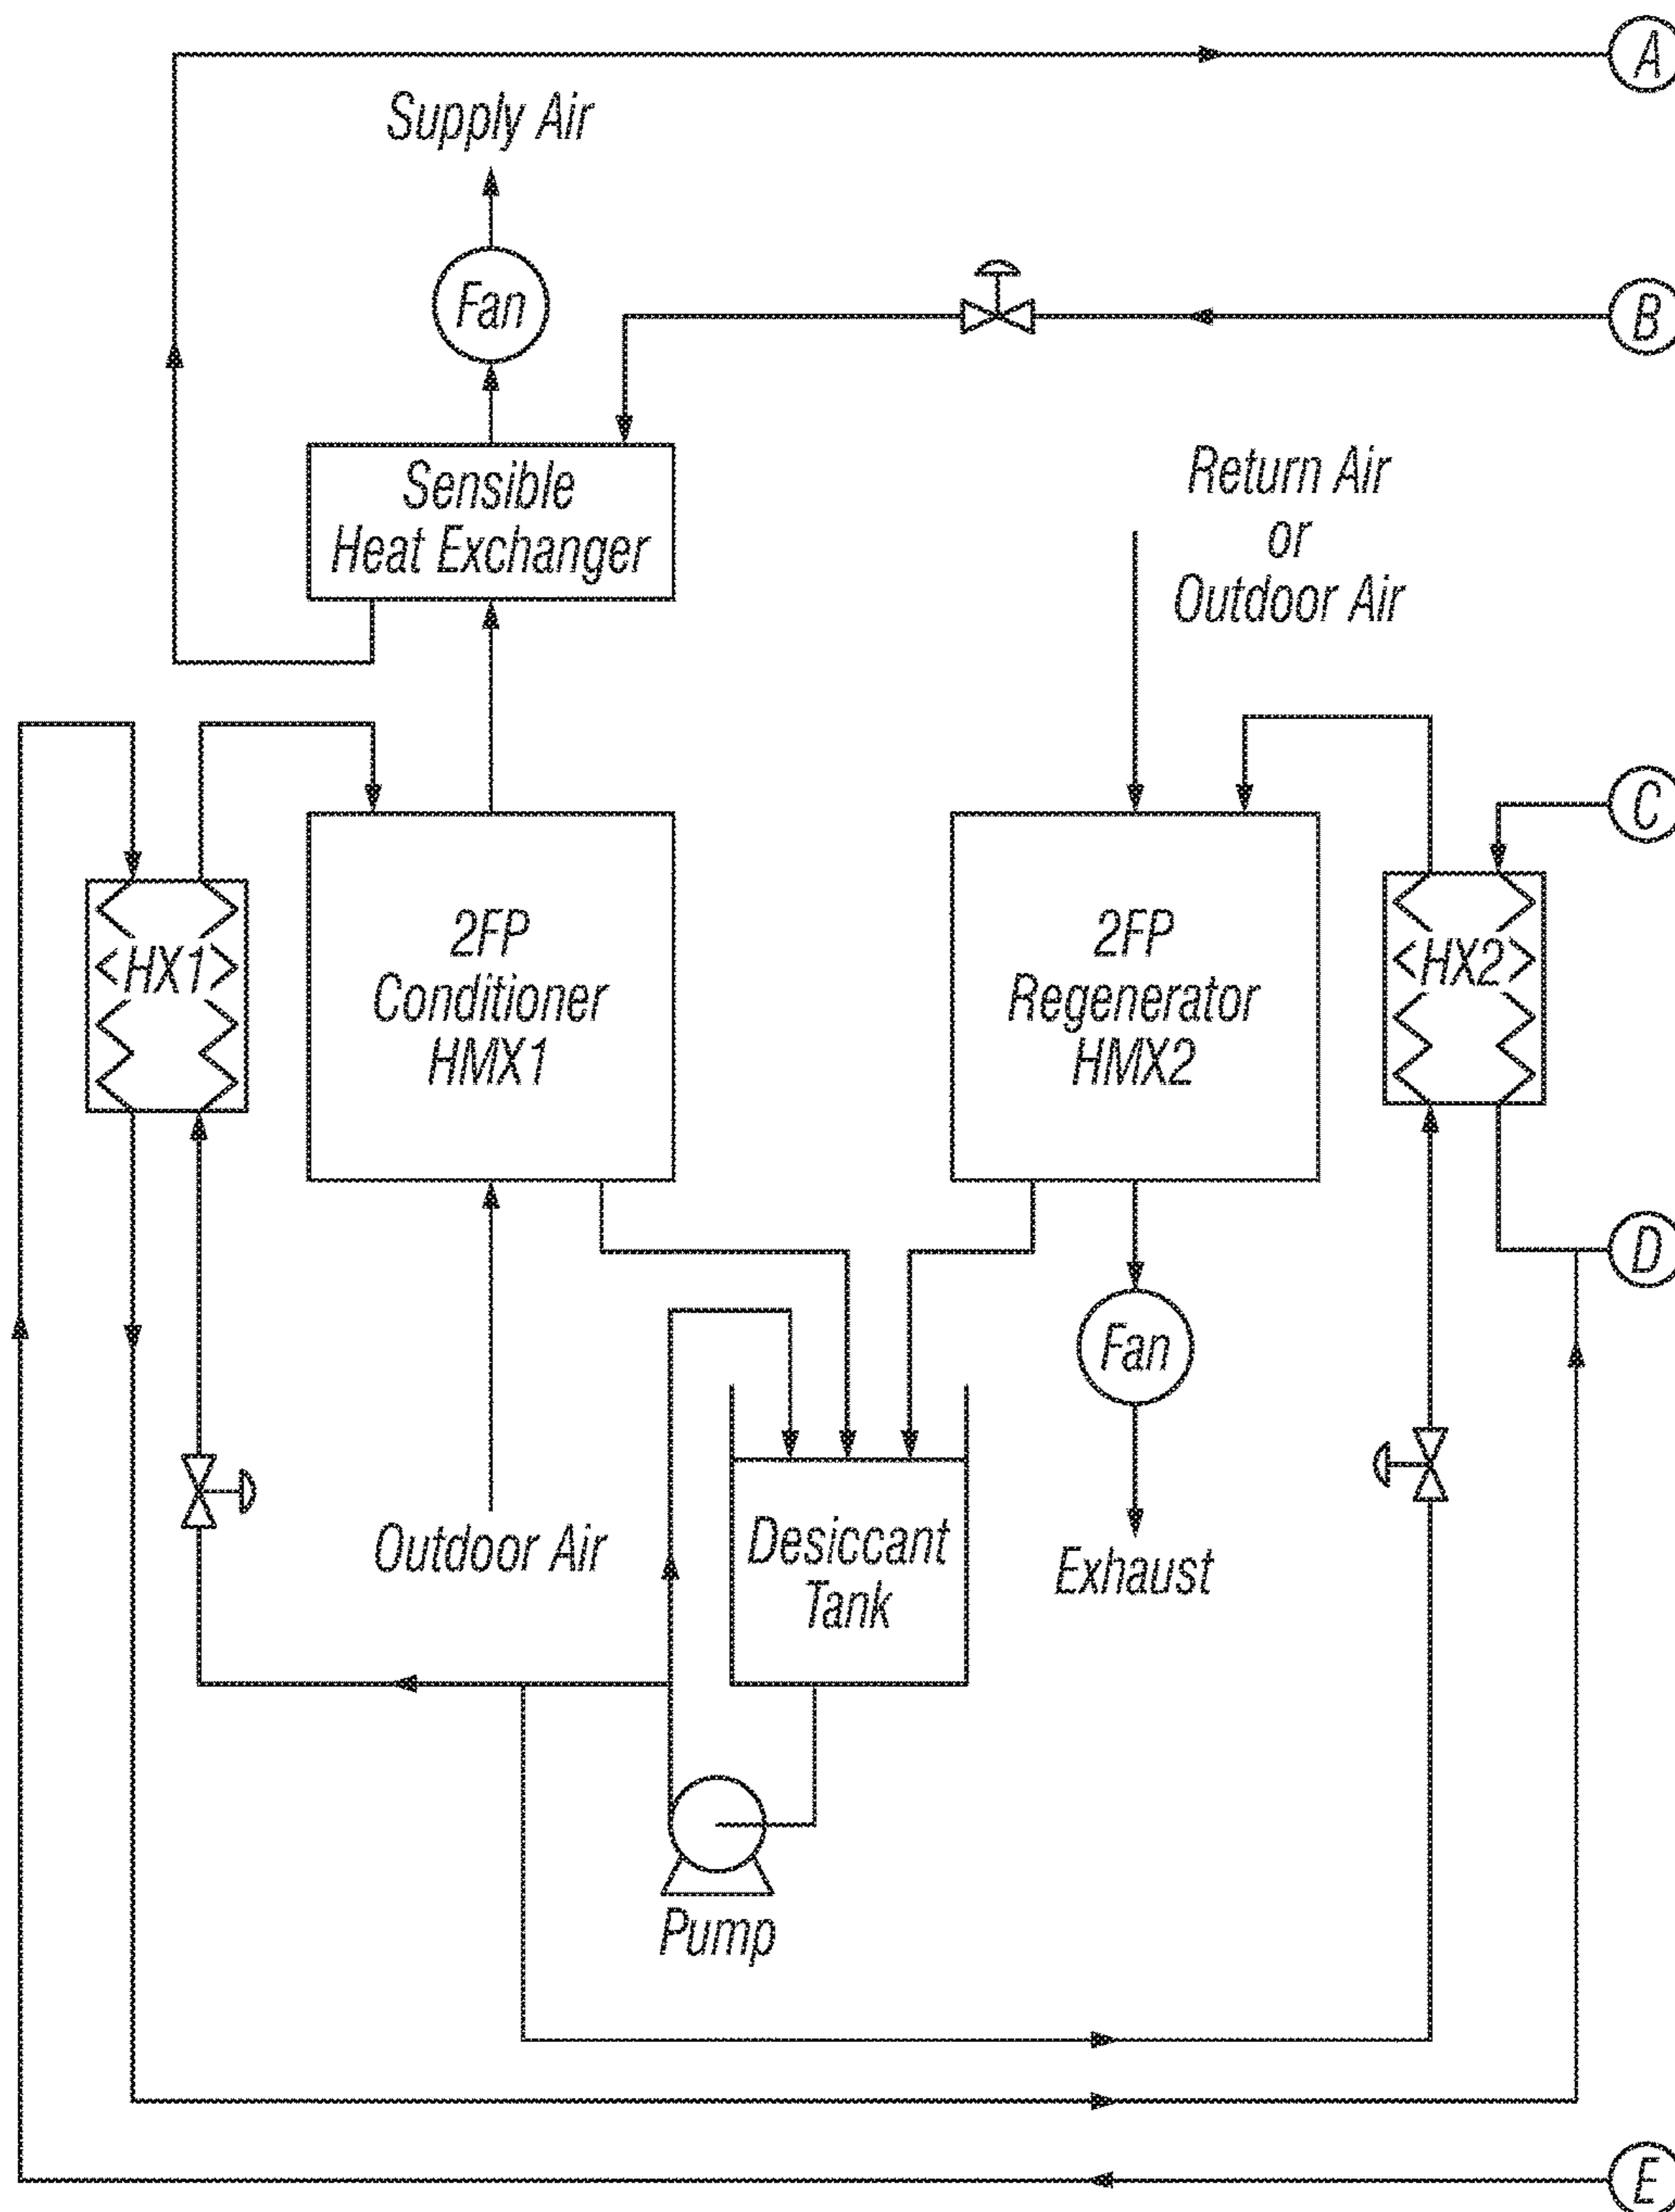 A
Supply Air
Fan
B
Sensible
Heat Exchanger
Return Air
or
Outdoor Air
C
HX1
2FP
Conditioner
HMX1
2FP
Regenerator
HMX2
HX2
D
Fan
Outdoor Air
Desiccant
Tank
Exhaust
Pump
E